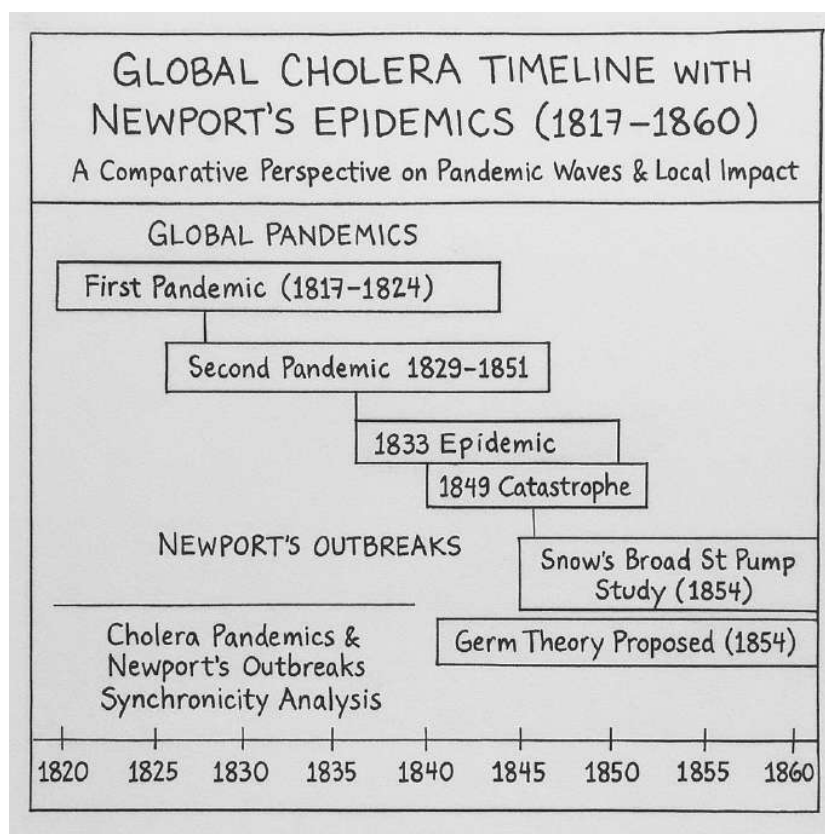 GLOBAL CHOLERA TIMELINE WITH
NEWPORT'S EPIDEMICS (1817–1860)
A Comparative Perspective on Pandemic Waves & Local Impact
GLOBAL PANDEMICS
First Pandemic (1817–1824)
Second Pandemic 1829–1851
1833 Epidemic
1849 Catastrophe
NEWPORT'S OUTBREAKS
Snow's Broad St Pump
Study (1854)
Germ Theory Proposed (1854)
Cholera Pandemics &
Newport's Outbreaks
Synchronicity Analysis
1820 1825 1830 1835 1840 1845 1850 1855 1860